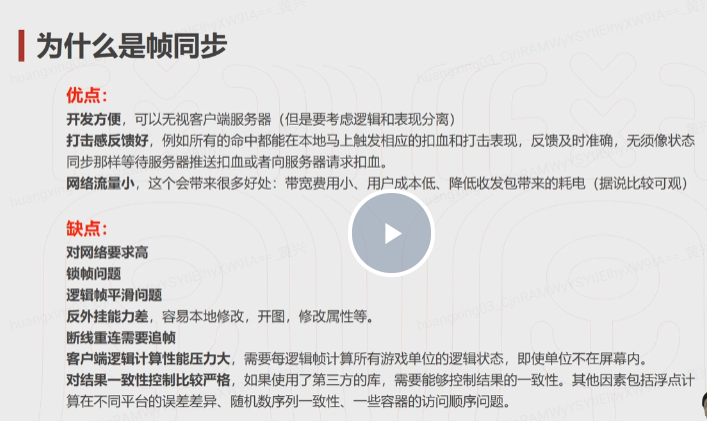 为什么是帧同步
优点：
开发方便，可以无视客户端服务器（但是要考虑逻辑和表现分离）
打击感反馈好，例如所有的命中都能在本地马上触发相应的扣血和打击表现，反馈及时准确，无须像状态
同步那样等待服务器推送扣血或者向服务器请求扣血。
网络流量小，这个会带来很多好处：带宽费用小、用户成本低、降低收发包带来的耗电（据说比较可观）
缺点：
对网络要求高
锁帧问题
逻辑帧平滑问题
反外挂能力差，容易本地修改，开图，修改属性等。
断线重连需要追帧
客户端逻辑计算性能压力大，需要每逻辑帧计算所有游戏单位的逻辑状态，即使单位不在屏幕内。
对结果一致性控制比较严格，如果使用了第三方的库，需要能够控制结果的一致性。其他因素包括浮点计
算在不同平台的误差差异、随机数序列一致性、一些容器的访问顺序问题。